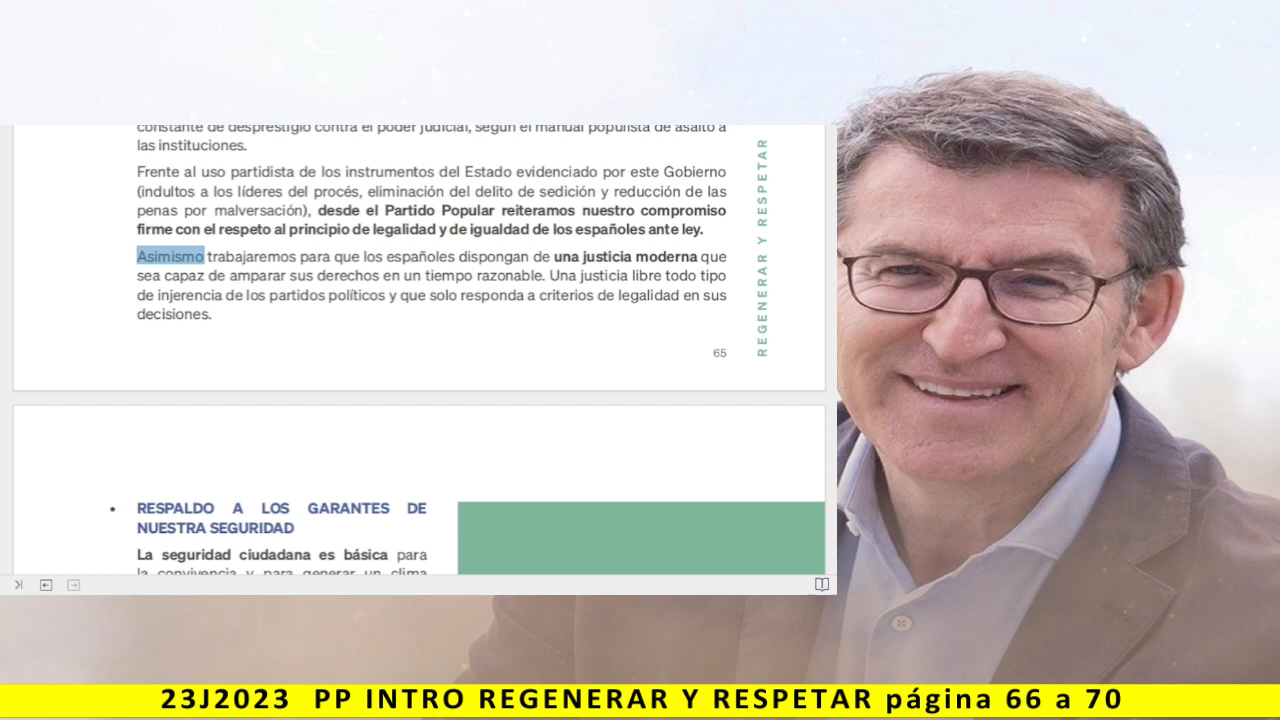 constante de desprestigio contra el poder judicial, según el manual populista de asalto a
las instituciones.
Frente al uso partidista de los instrumentos del Estado evidenciado por este Gobierno
(indultos a los líderes del procés, eliminación del delito de sedición y reducción de las
penas por malversación), desde el Partido Popular reiteramos nuestro compromiso
firme con el respeto al principio de legalidad y de igualdad de los españoles ante ley.
Asimismo trabajaremos para que los españoles dispongan de una justicia moderna que
sea capaz de amparar sus derechos en un tiempo razonable. Una justicia libre todo tipo
de injerencia de los partidos políticos y que solo responda a criterios de legalidad en sus
decisiones.
65
REGENERAR Y RESPETAR
• RESPALDO A LOS GARANTES DE
NUESTRA SEGURIDAD
La seguridad ciudadana es básica para
la convivencia y para generar un clima
23J2023 PP INTRO REGENERAR Y RESPETAR página 66 a 70